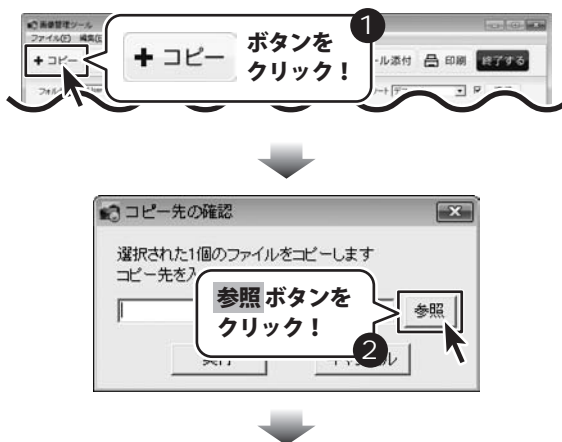 画像管理ツール
ファイル(F) 編集(E)
1
+ コピー
+ コピー
ボタンを
クリック！
ール添付
印刷
終了する
コピー先の確認
選択された1個のファイルをコピーします
コピー先を入
参照 ボタンを
クリック！
参照
2